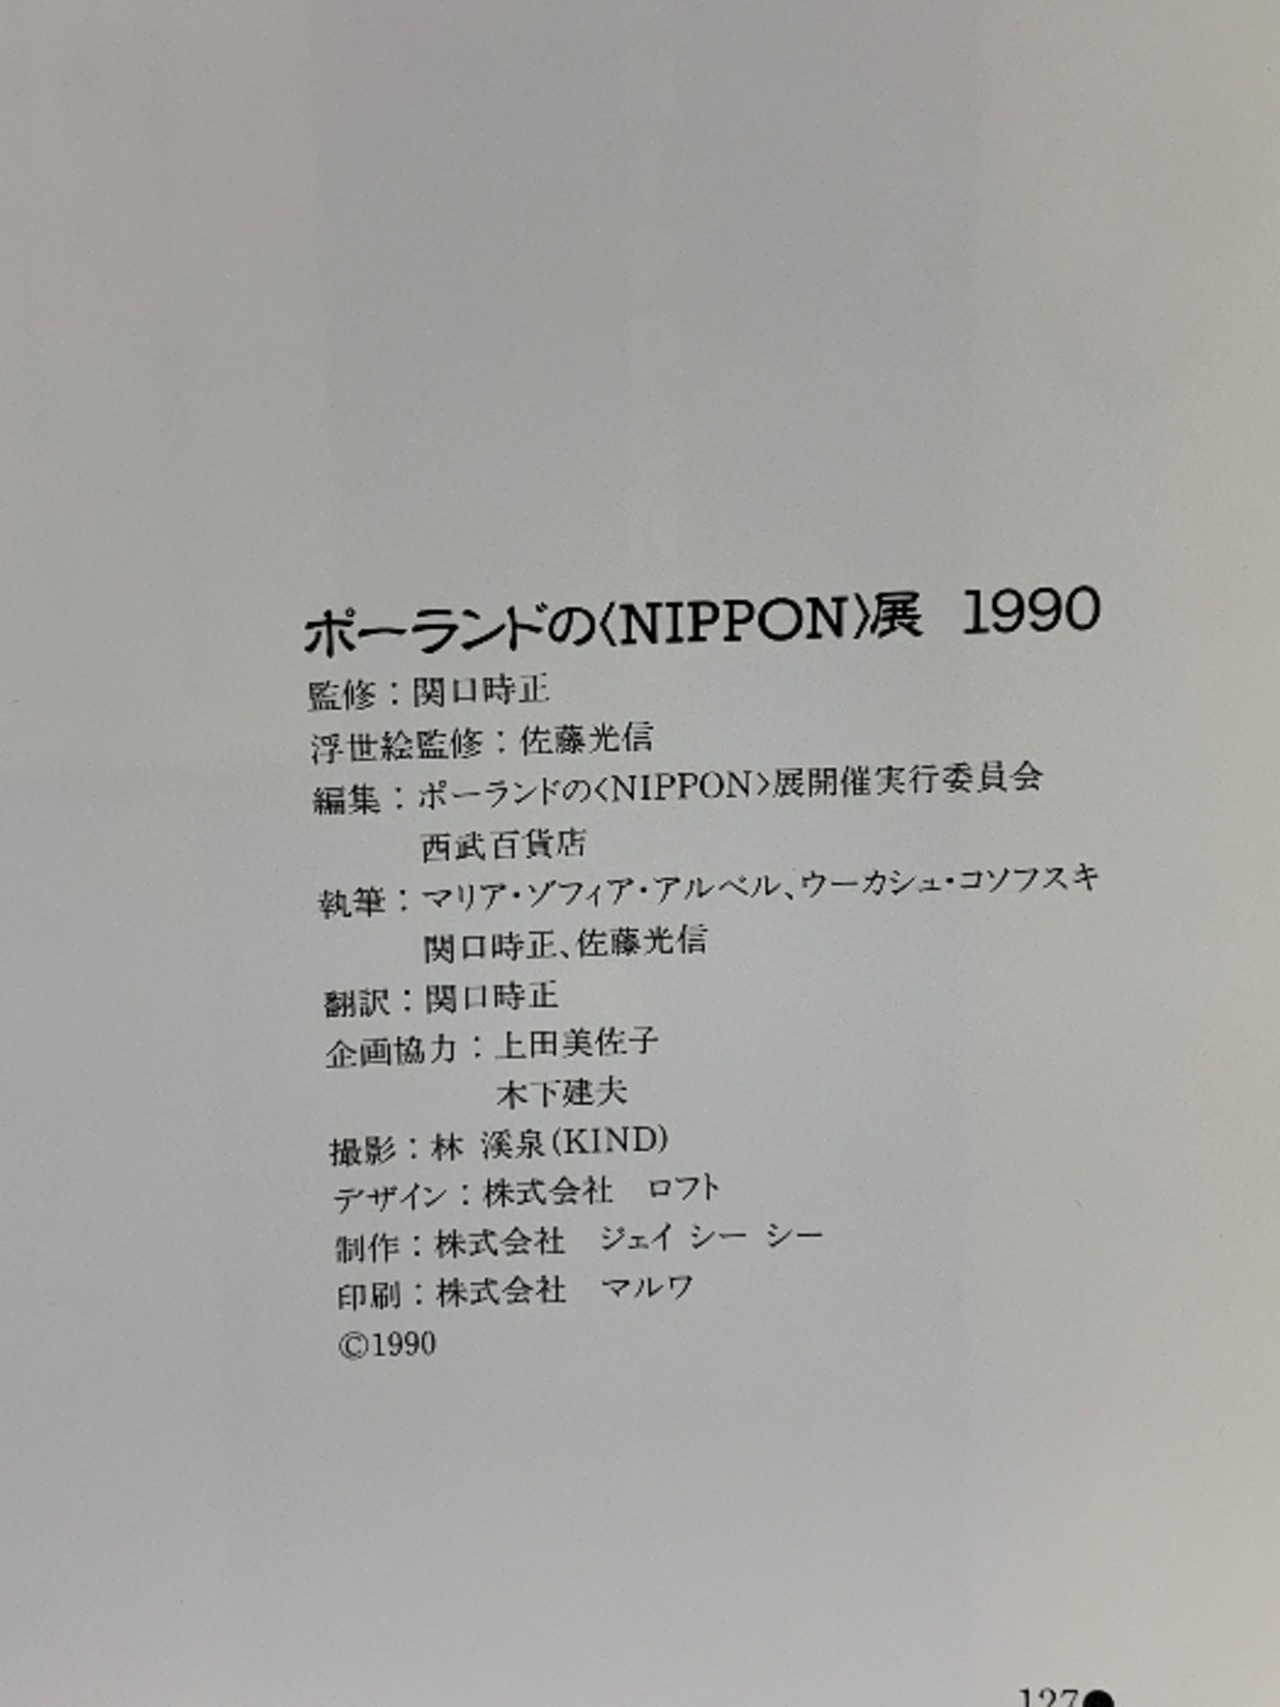 ポーランドの〈NIPPON〉展 1990
監修：関口時正
浮世絵監修：佐藤光信
編集：ポーランドの〈NIPPON〉展開催実行委員会
西武百貨店
執筆：マリア・ゾフィア・アルベル、ウーカシュ・コソフスキ
関口時正、佐藤光信
翻訳：関口時正
企画協力：上田美佐子
木下建夫
撮影：林 溪泉(KIND)
デザイン：株式会社 ロフト
制作：株式会社 ジェイ シー シー
印刷：株式会社 マルワ
©1990
127●